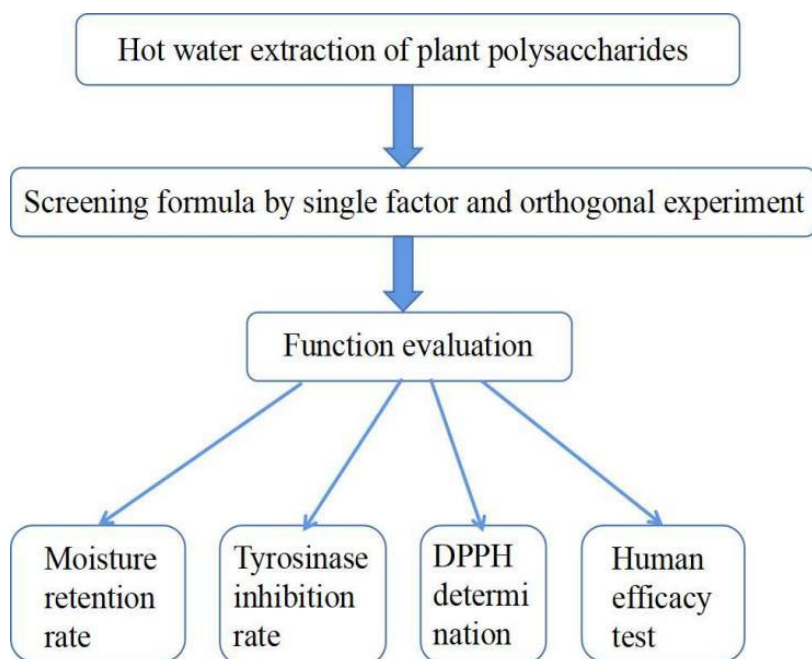 Hot water extraction of plant polysaccharides
Screening formula by single factor and orthogonal experiment
Function evaluation
Moisture
retention
rate
Tyrosinase
inhibition
rate
DPPH
determi
nation
Human
efficacy
test